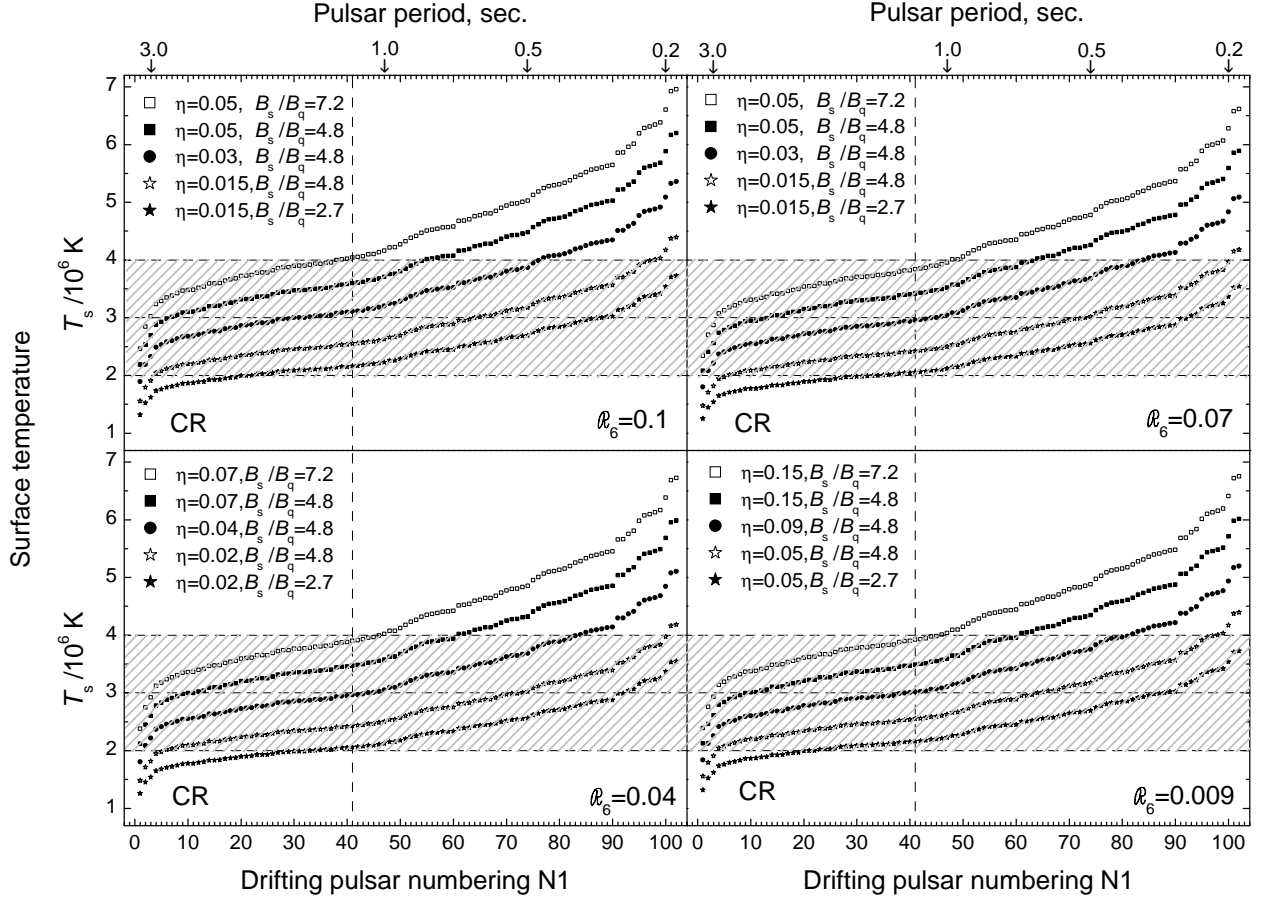 Pulsar period, sec.
Pulsar period, sec.
3.0 1.0 0.5 0.2
3.0 1.0 0.5 0.2
Surface temperature
T_s /10^6 K
7
6
5
4
3
2
1
η=0.05, B_s/B_q=7.2
η=0.05, B_s/B_q=4.8
η=0.03, B_s/B_q=4.8
η=0.015,B_s/B_q=4.8
η=0.015,B_s/B_q=2.7
CR
ℛ_6=0.1
η=0.05, B_s/B_q=7.2
η=0.05, B_s/B_q=4.8
η=0.03, B_s/B_q=4.8
η=0.015,B_s/B_q=4.8
η=0.015,B_s/B_q=2.7
CR
ℛ_6=0.07
T_s /10^6 K
7
6
5
4
3
2
1
η=0.07,B_s/B_q=7.2
η=0.07,B_s/B_q=4.8
η=0.04,B_s/B_q=4.8
η=0.02,B_s/B_q=4.8
η=0.02,B_s/B_q=2.7
CR
ℛ_6=0.04
η=0.15,B_s/B_q=7.2
η=0.15,B_s/B_q=4.8
η=0.09,B_s/B_q=4.8
η=0.05,B_s/B_q=4.8
η=0.05,B_s/B_q=2.7
CR
ℛ_6=0.009
0 10 20 30 40 50 60 70 80 90 100
0 10 20 30 40 50 60 70 80 90 100
Drifting pulsar numbering N1
Drifting pulsar numbering N1